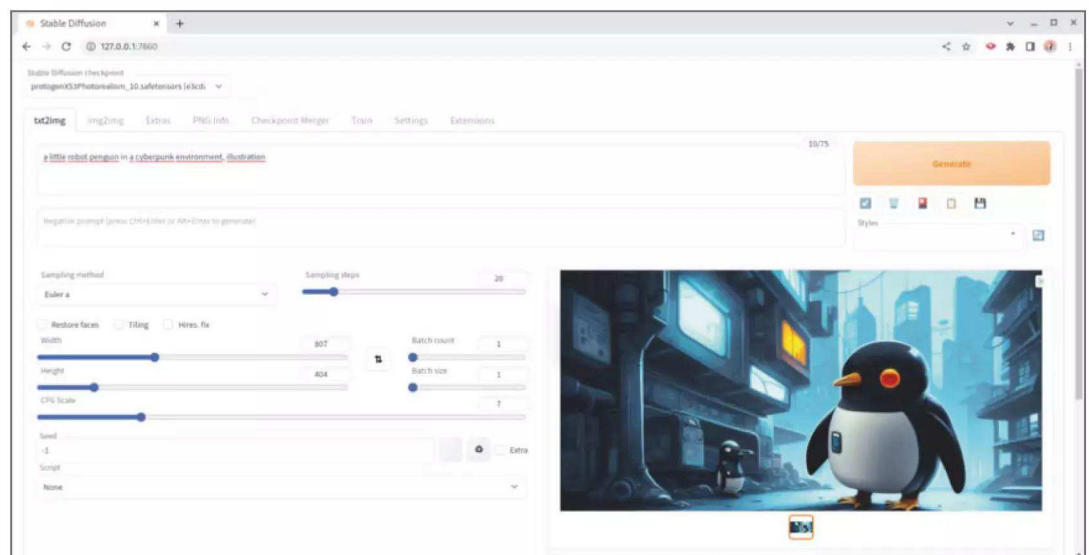 Stable Diffusion
127.0.0.1:7860
Stable Diffusion checkpoint
protogenX53Photorealism_10.safetensors [e3cd
txt2img img2img Extras PNG Info Checkpoint Merger Train Settings Extensions
a little robot penguin in a cyberpunk environment, illustration
10/75
Generate
Negative prompt (press Ctrl+Enter or Alt+Enter to generate)
Styles
Sampling method
Euler a
Sampling steps
20
Restore faces Tiling Hires. fix
Width
807
Batch count
1
Height
404
Batch size
1
CFG Scale
7
Seed
-1
Extra
Script
None